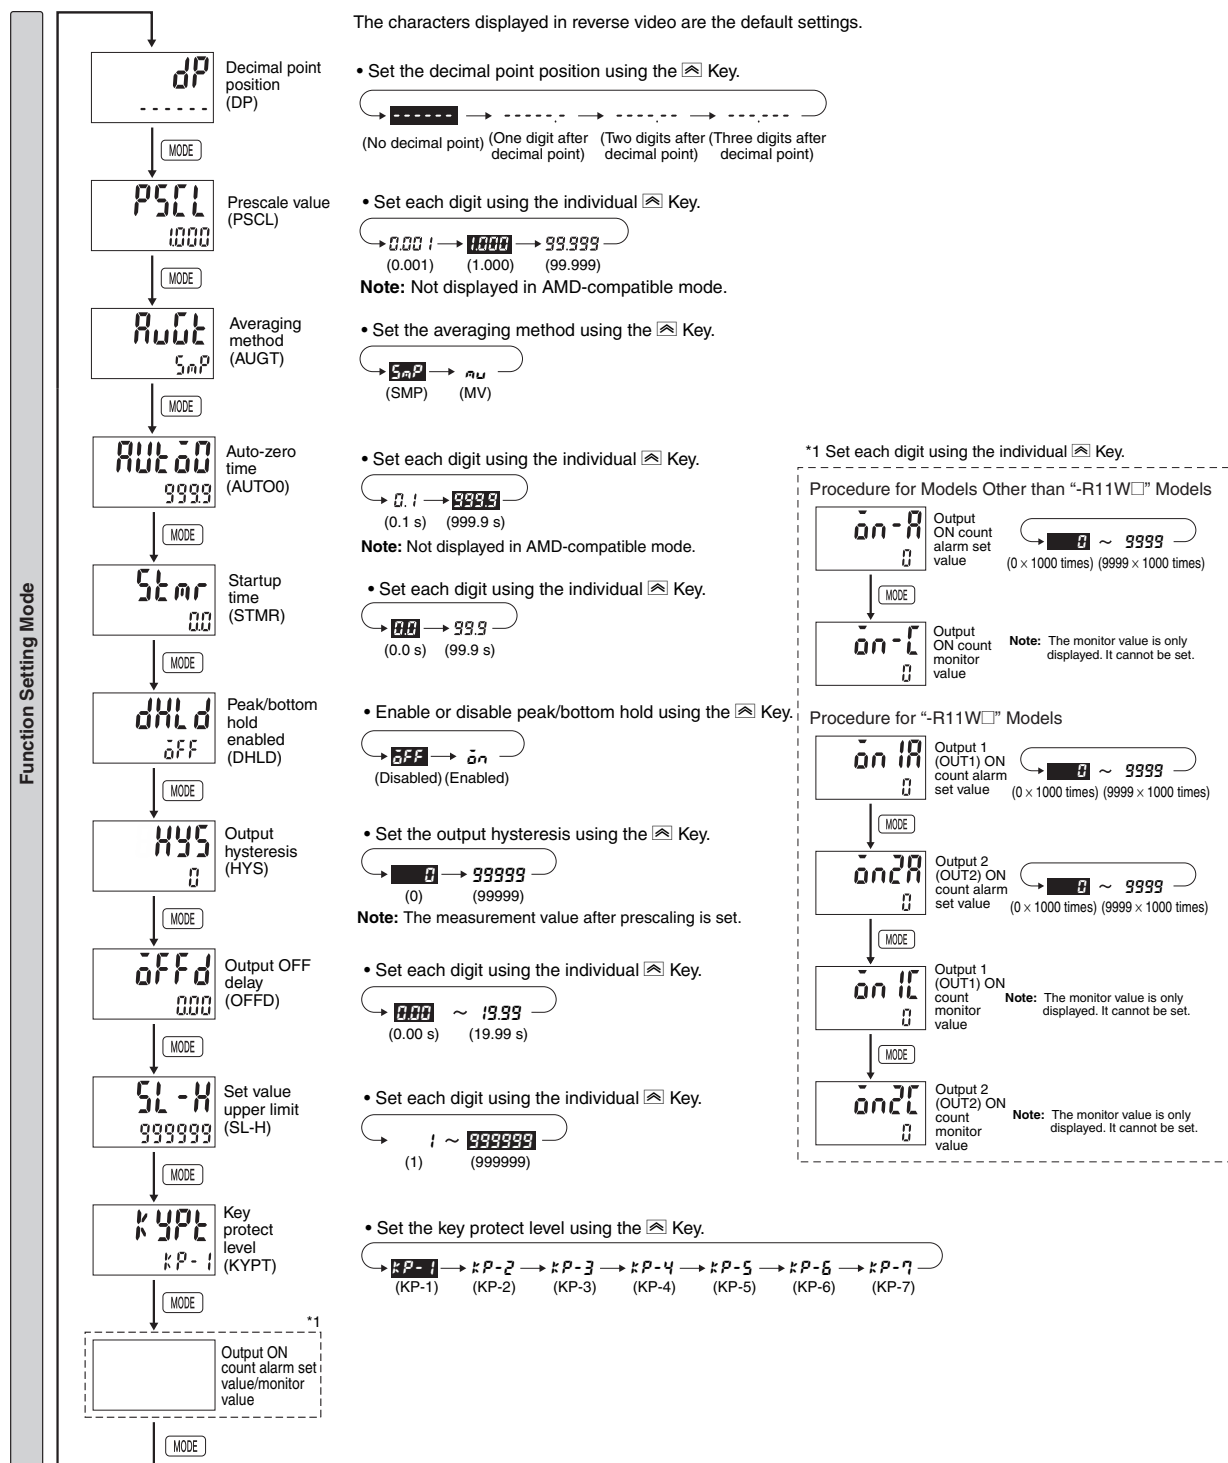 The characters displayed in reverse video are the default settings.
Function Setting Mode
dP
------
Decimal point
position
(DP)
• Set the decimal point position using the Key.
------ → -----.- → ----.-- → ---.---
(No decimal point) (One digit after decimal point) (Two digits after decimal point) (Three digits after decimal point)
MODE
PSCL
1.000
Prescale value
(PSCL)
• Set each digit using the individual Key.
0.001 → 1.000 → 99.999
(0.001) (1.000) (99.999)
Note: Not displayed in AMD-compatible mode.
MODE
AuGt
SmP
Averaging
method
(AUGT)
• Set the averaging method using the Key.
SmP → mu
(SMP) (MV)
MODE
AUto0
999.9
Auto-zero
time
(AUTO0)
• Set each digit using the individual Key.
0.1 → 999.9
(0.1 s) (999.9 s)
Note: Not displayed in AMD-compatible mode.
MODE
Stmr
0.0
Startup
time
(STMR)
• Set each digit using the individual Key.
0.0 → 99.9
(0.0 s) (99.9 s)
MODE
dHLd
oFF
Peak/bottom
hold
enabled
(DHLD)
• Enable or disable peak/bottom hold using the Key.
oFF → on
(Disabled) (Enabled)
MODE
HYS
0
Output
hysteresis
(HYS)
• Set the output hysteresis using the Key.
0 → 99999
(0) (99999)
Note: The measurement value after prescaling is set.
MODE
oFFd
0.00
Output OFF
delay
(OFFD)
• Set each digit using the individual Key.
0.00 ~ 19.99
(0.00 s) (19.99 s)
MODE
SL-H
999999
Set value
upper limit
(SL-H)
• Set each digit using the individual Key.
1 ~ 999999
(1) (999999)
MODE
KYPt
KP-1
Key
protect
level
(KYPT)
• Set the key protect level using the Key.
KP-1 → KP-2 → KP-3 → KP-4 → KP-5 → KP-6 → KP-7
(KP-1) (KP-2) (KP-3) (KP-4) (KP-5) (KP-6) (KP-7)
MODE
*1
Output ON
count alarm set
value/monitor
value
MODE
*1 Set each digit using the individual Key.
Procedure for Models Other than “-R11W□” Models
on-A
0
Output
ON count
alarm set
value
0 ~ 9999
(0 × 1000 times) (9999 × 1000 times)
MODE
on-C
0
Output
ON count
monitor
value
Note: The monitor value is only
displayed. It cannot be set.
Procedure for “-R11W□” Models
on1A
0
Output 1
(OUT1) ON
count alarm
set value
0 ~ 9999
(0 × 1000 times) (9999 × 1000 times)
MODE
on2A
0
Output 2
(OUT2) ON
count alarm
set value
0 ~ 9999
(0 × 1000 times) (9999 × 1000 times)
MODE
on1C
0
Output 1
(OUT1) ON
count
monitor
value
Note: The monitor value is only
displayed. It cannot be set.
MODE
on2C
0
Output 2
(OUT2) ON
count
monitor
value
Note: The monitor value is only
displayed. It cannot be set.